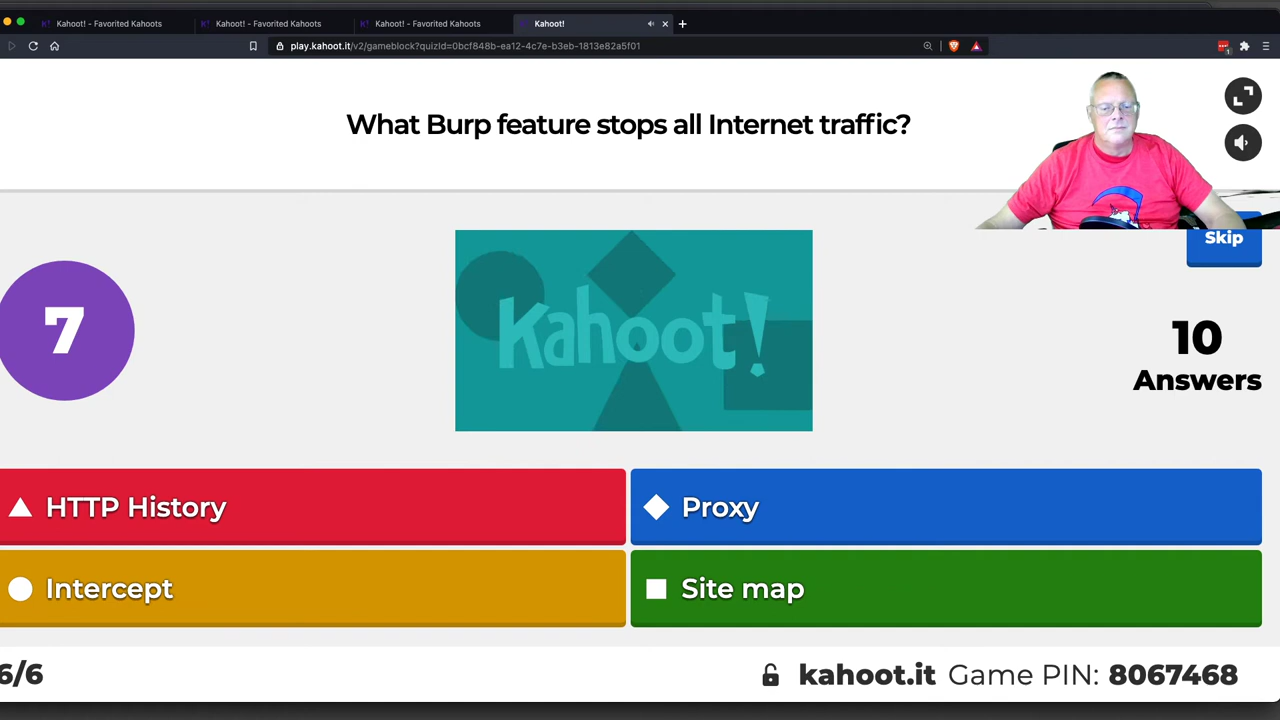 Kahoot! - Favorited Kahoots
Kahoot! - Favorited Kahoots
Kahoot! - Favorited Kahoots
Kahoot!
play.kahoot.it/v2/gameblock?quizId=0bcf848b-ea12-4c7e-b3eb-1813e82a5f01
What Burp feature stops all Internet traffic?
Skip
7
Kahoot!
10
Answers
HTTP History
Proxy
Intercept
Site map
6/6
kahoot.it Game PIN: 8067468